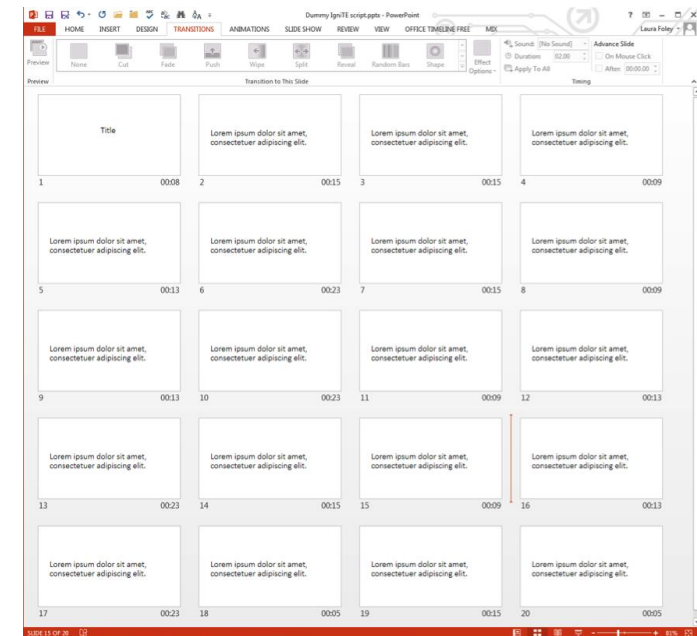 Dummy IgniTE script.pptx - PowerPoint
FILE HOME INSERT DESIGN TRANSITIONS ANIMATIONS SLIDE SHOW REVIEW VIEW OFFICE TIMELINE FREE MIX Laura Foley
Preview None Cut Fade Push Wipe Split Reveal Random Bars Shape Effect Options
Sound: [No Sound]
Duration: 02.00
Apply To All
Advance Slide
On Mouse Click
After: 00:00.00
Preview Transition to This Slide Timing
Title
1 00:08
Lorem ipsum dolor sit amet,
consectetuer adipiscing elit.
2 00:15
Lorem ipsum dolor sit amet,
consectetuer adipiscing elit.
3 00:15
Lorem ipsum dolor sit amet,
consectetuer adipiscing elit.
4 00:09
Lorem ipsum dolor sit amet,
consectetuer adipiscing elit.
5 00:13
Lorem ipsum dolor sit amet,
consectetuer adipiscing elit.
6 00:23
Lorem ipsum dolor sit amet,
consectetuer adipiscing elit.
7 00:15
Lorem ipsum dolor sit amet,
consectetuer adipiscing elit.
8 00:09
Lorem ipsum dolor sit amet,
consectetuer adipiscing elit.
9 00:13
Lorem ipsum dolor sit amet,
consectetuer adipiscing elit.
10 00:23
Lorem ipsum dolor sit amet,
consectetuer adipiscing elit.
11 00:09
Lorem ipsum dolor sit amet,
consectetuer adipiscing elit.
12 00:13
Lorem ipsum dolor sit amet,
consectetuer adipiscing elit.
13 00:23
Lorem ipsum dolor sit amet,
consectetuer adipiscing elit.
14 00:15
Lorem ipsum dolor sit amet,
consectetuer adipiscing elit.
15 00:09
Lorem ipsum dolor sit amet,
consectetuer adipiscing elit.
16 00:13
Lorem ipsum dolor sit amet,
consectetuer adipiscing elit.
17 00:23
Lorem ipsum dolor sit amet,
consectetuer adipiscing elit.
18 00:05
Lorem ipsum dolor sit amet,
consectetuer adipiscing elit.
19 00:15
Lorem ipsum dolor sit amet,
consectetuer adipiscing elit.
20 00:05
SLIDE 15 OF 20 81%